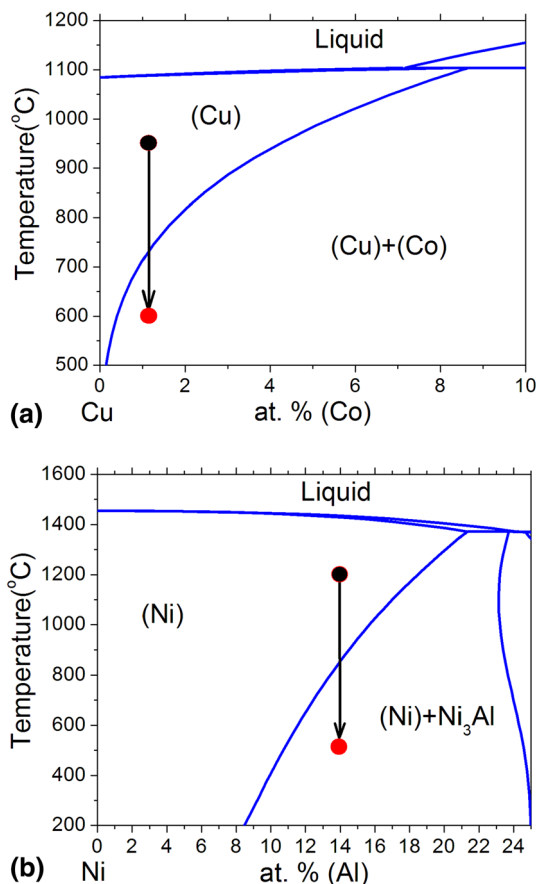 1200
Liquid
1100
1000
(Cu)
900
800
(Cu)+(Co)
700
600
500
Temperature(°C)
0 2 4 6 8 10
(a) Cu at. % (Co)
1600
Liquid
1400
1200
1000
(Ni)
800
(Ni)+Ni₃Al
600
400
200
Temperature(°C)
0 2 4 6 8 10 12 14 16 18 20 22 24
(b) Ni at. % (Al)